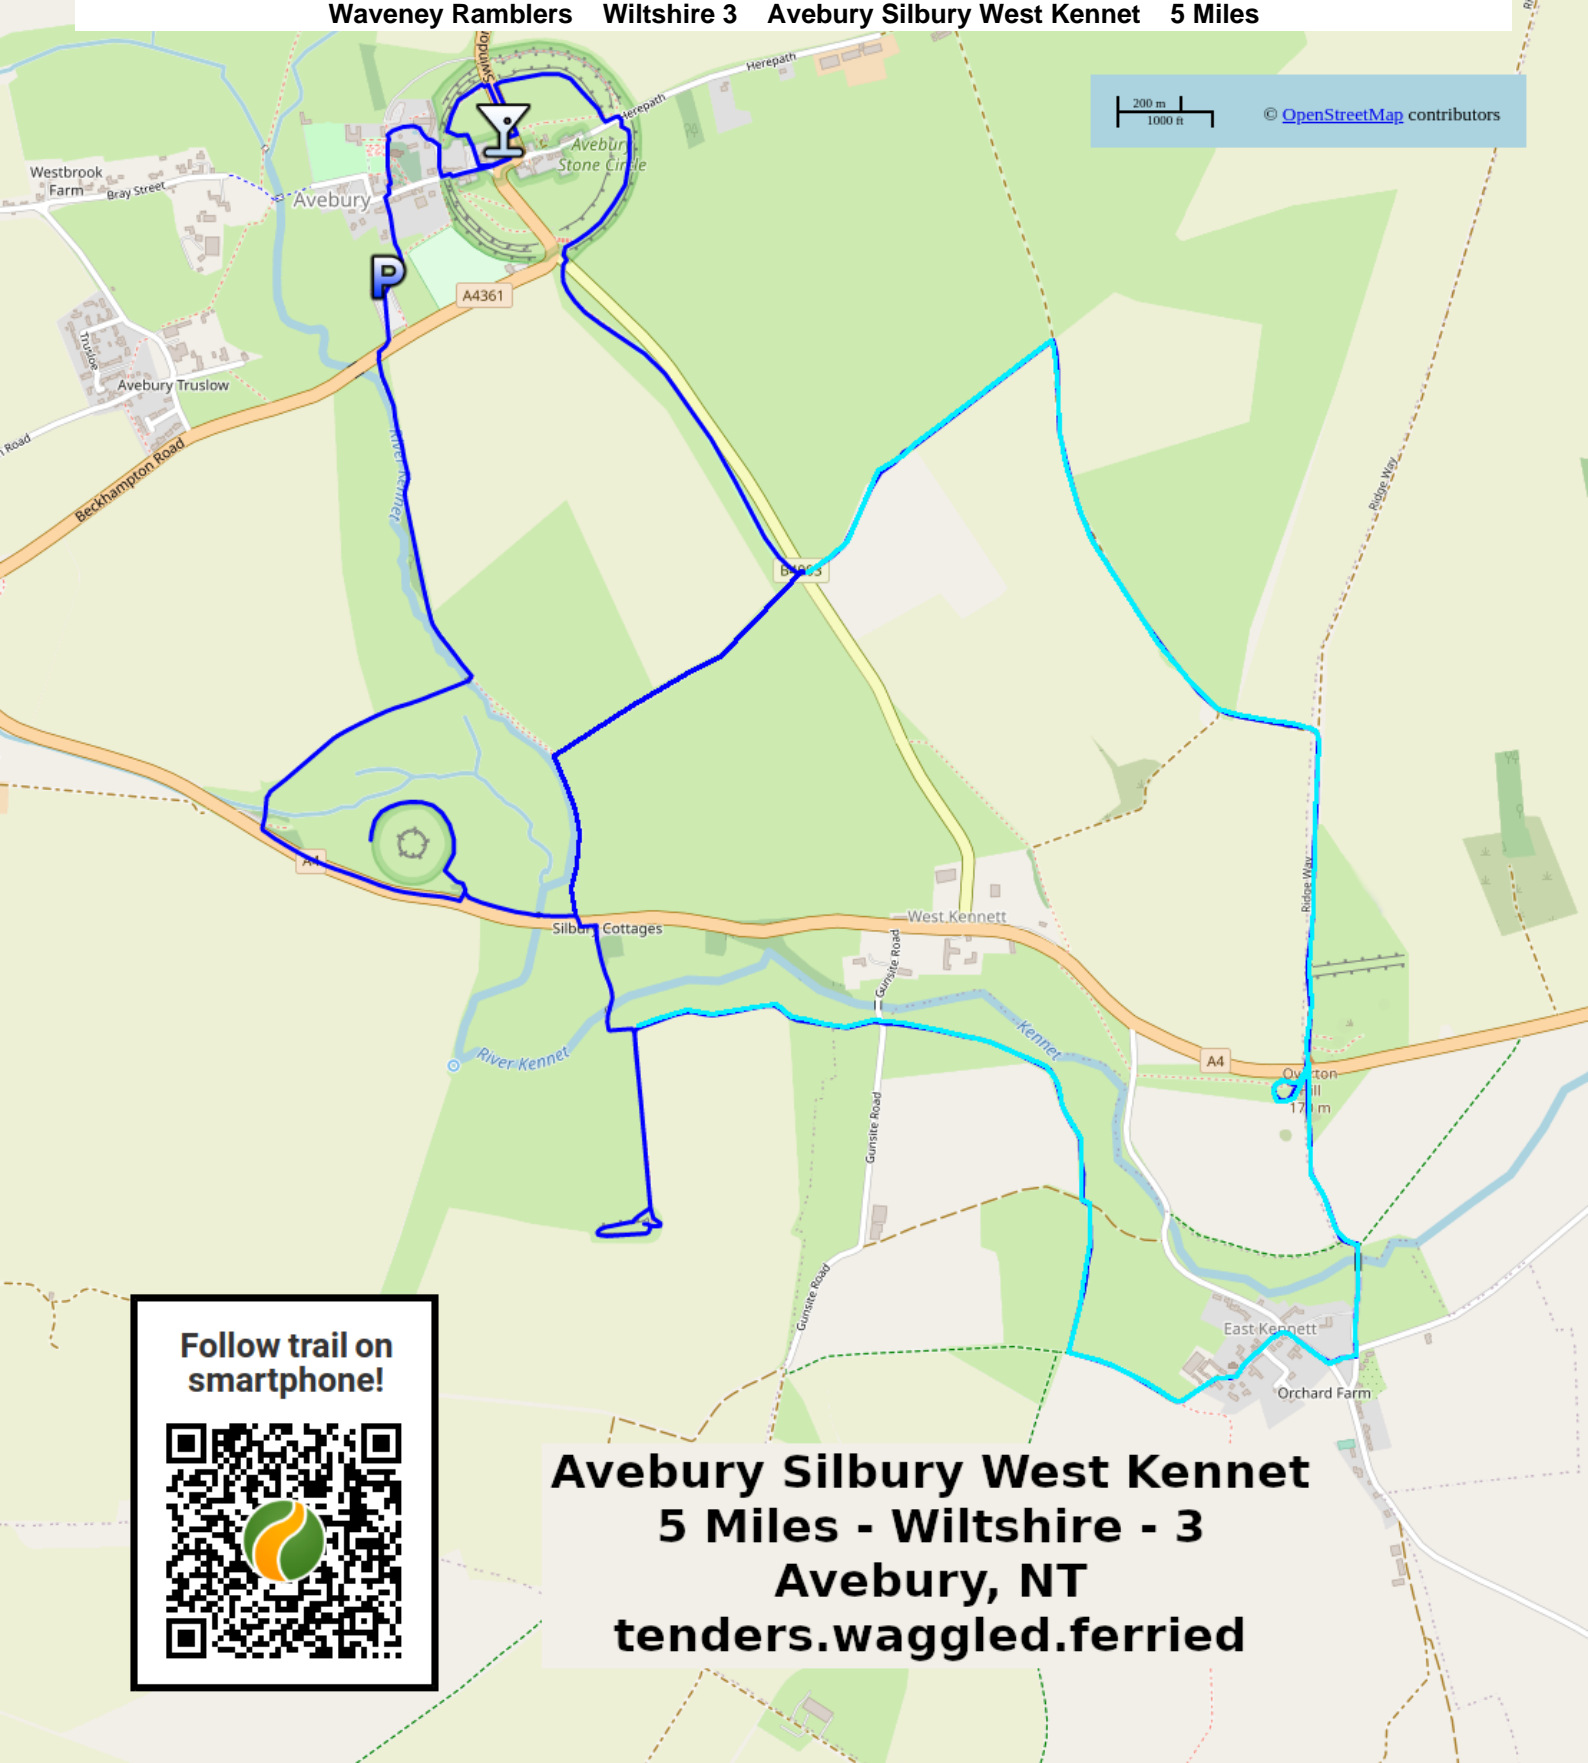 Waveney Ramblers Wiltshire 3 Avebury Silbury West Kennet 5 Miles
Herepath
200 m
1000 ft
© OpenStreetMap contributors
Herepath
Avebury
Stone Circle
Westbrook
Farm
Bray Street
Avebury
P
A4361
Trusloe
Avebury Truslow
Beckhampton Road
River Kennet
Ridge Way
B4003
A4
Ridge Way
West Kennett
Silbury Cottages
Gunsite Road
Kennet
River Kennet
A4
Overton
Hill
Gunsite Road
Gunsite Road
East Kennett
Orchard Farm
Follow trail on
smartphone!
Avebury Silbury West Kennet
5 Miles - Wiltshire - 3
Avebury, NT
tenders.waggled.ferried